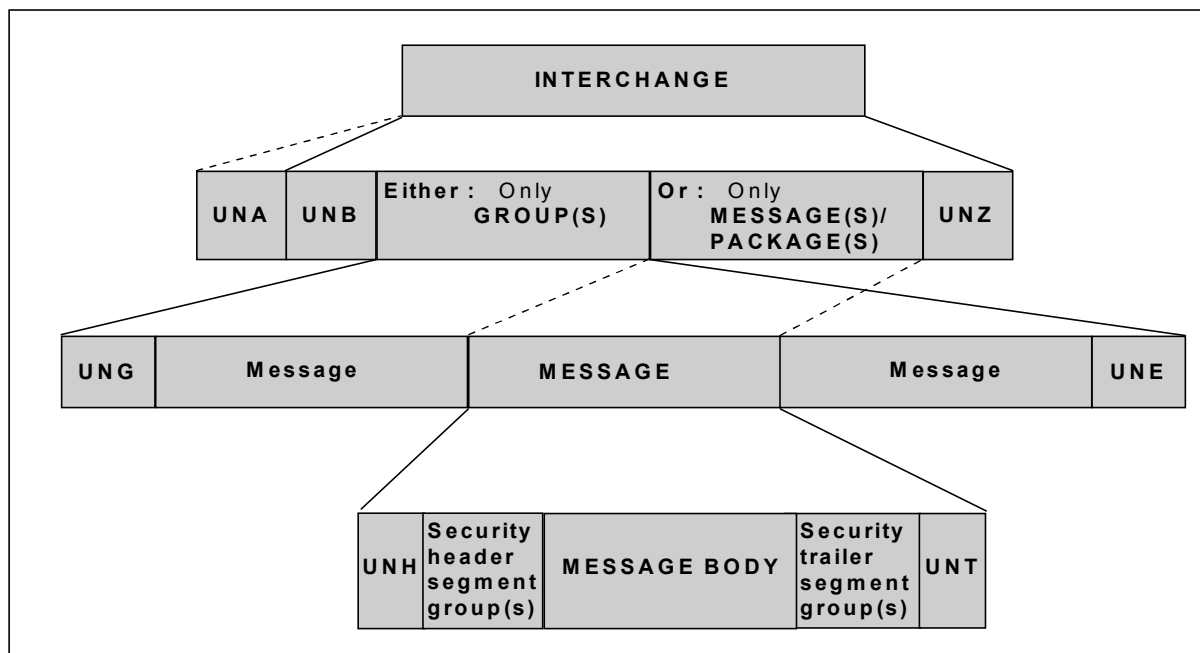 INTERCHANGE
UNA
UNB
Either: Only
GROUP(S)
Or: Only
MESSAGE(S)/
PACKAGE(S)
UNZ
UNG
Message
MESSAGE
Message
UNE
UNH
Security
header
segment
group(s)
MESSAGE BODY
Security
trailer
segment
group(s)
UNT